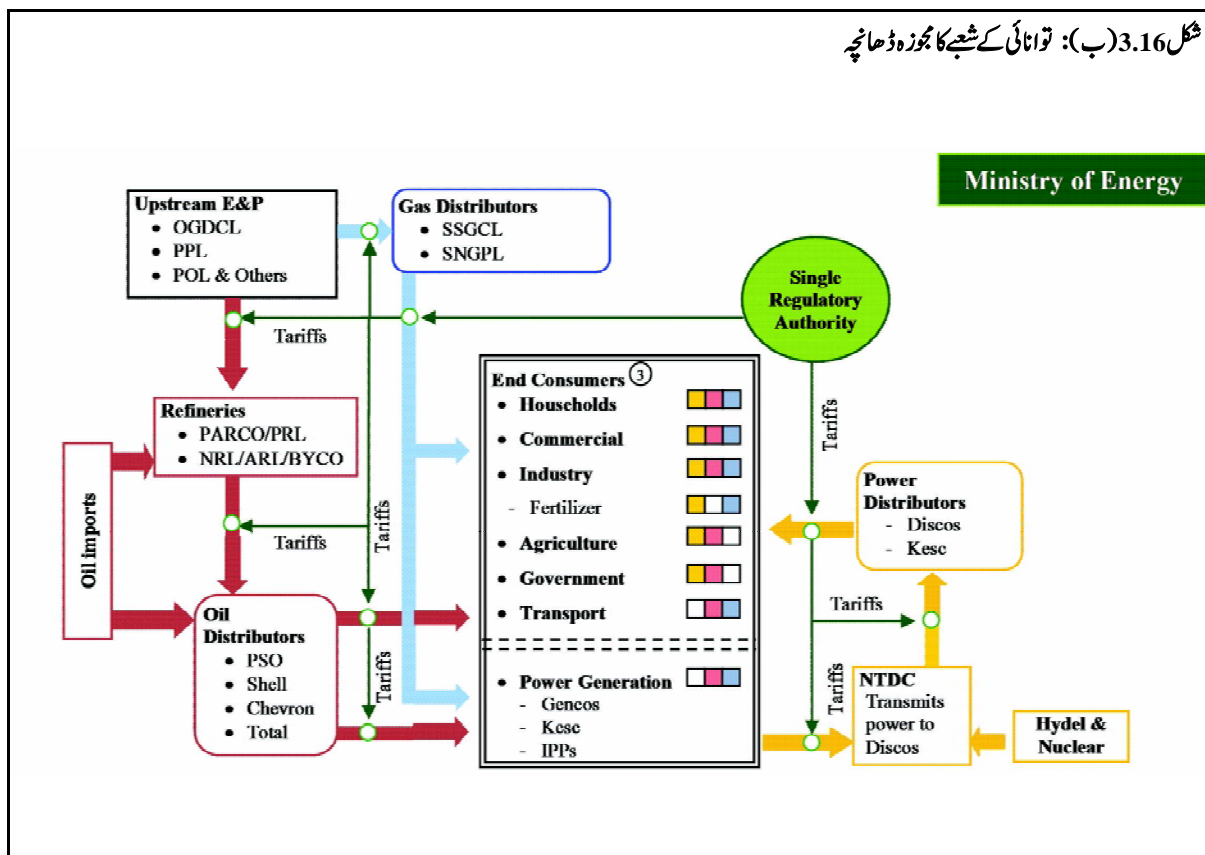 شکل3.16(ب): توانائی کے شعبے کا مجوزہ ڈھانچہ
Ministry of Energy
Upstream E&P
• OGDCL
• PPL
• POL & Others
Gas Distributors
• SSGCL
• SNGPL
Single
Regulatory
Authority
Tariffs
End Consumers 3
• Households
• Commercial
• Industry
- Fertilizer
• Agriculture
• Government
• Transport
• Power Generation
- Gencos
- Kesc
- IPPs
Refineries
• PARCO/PRL
• NRL/ARL/BYCO
Oil imports
Tariffs
Tariffs
Oil
Distributors
• PSO
• Shell
• Chevron
• Total
Tariffs
Tariffs
Power
Distributors
- Discos
- Kesc
Tariffs
Tariffs
NTDC
Transmits
power to
Discos
Hydel &
Nuclear